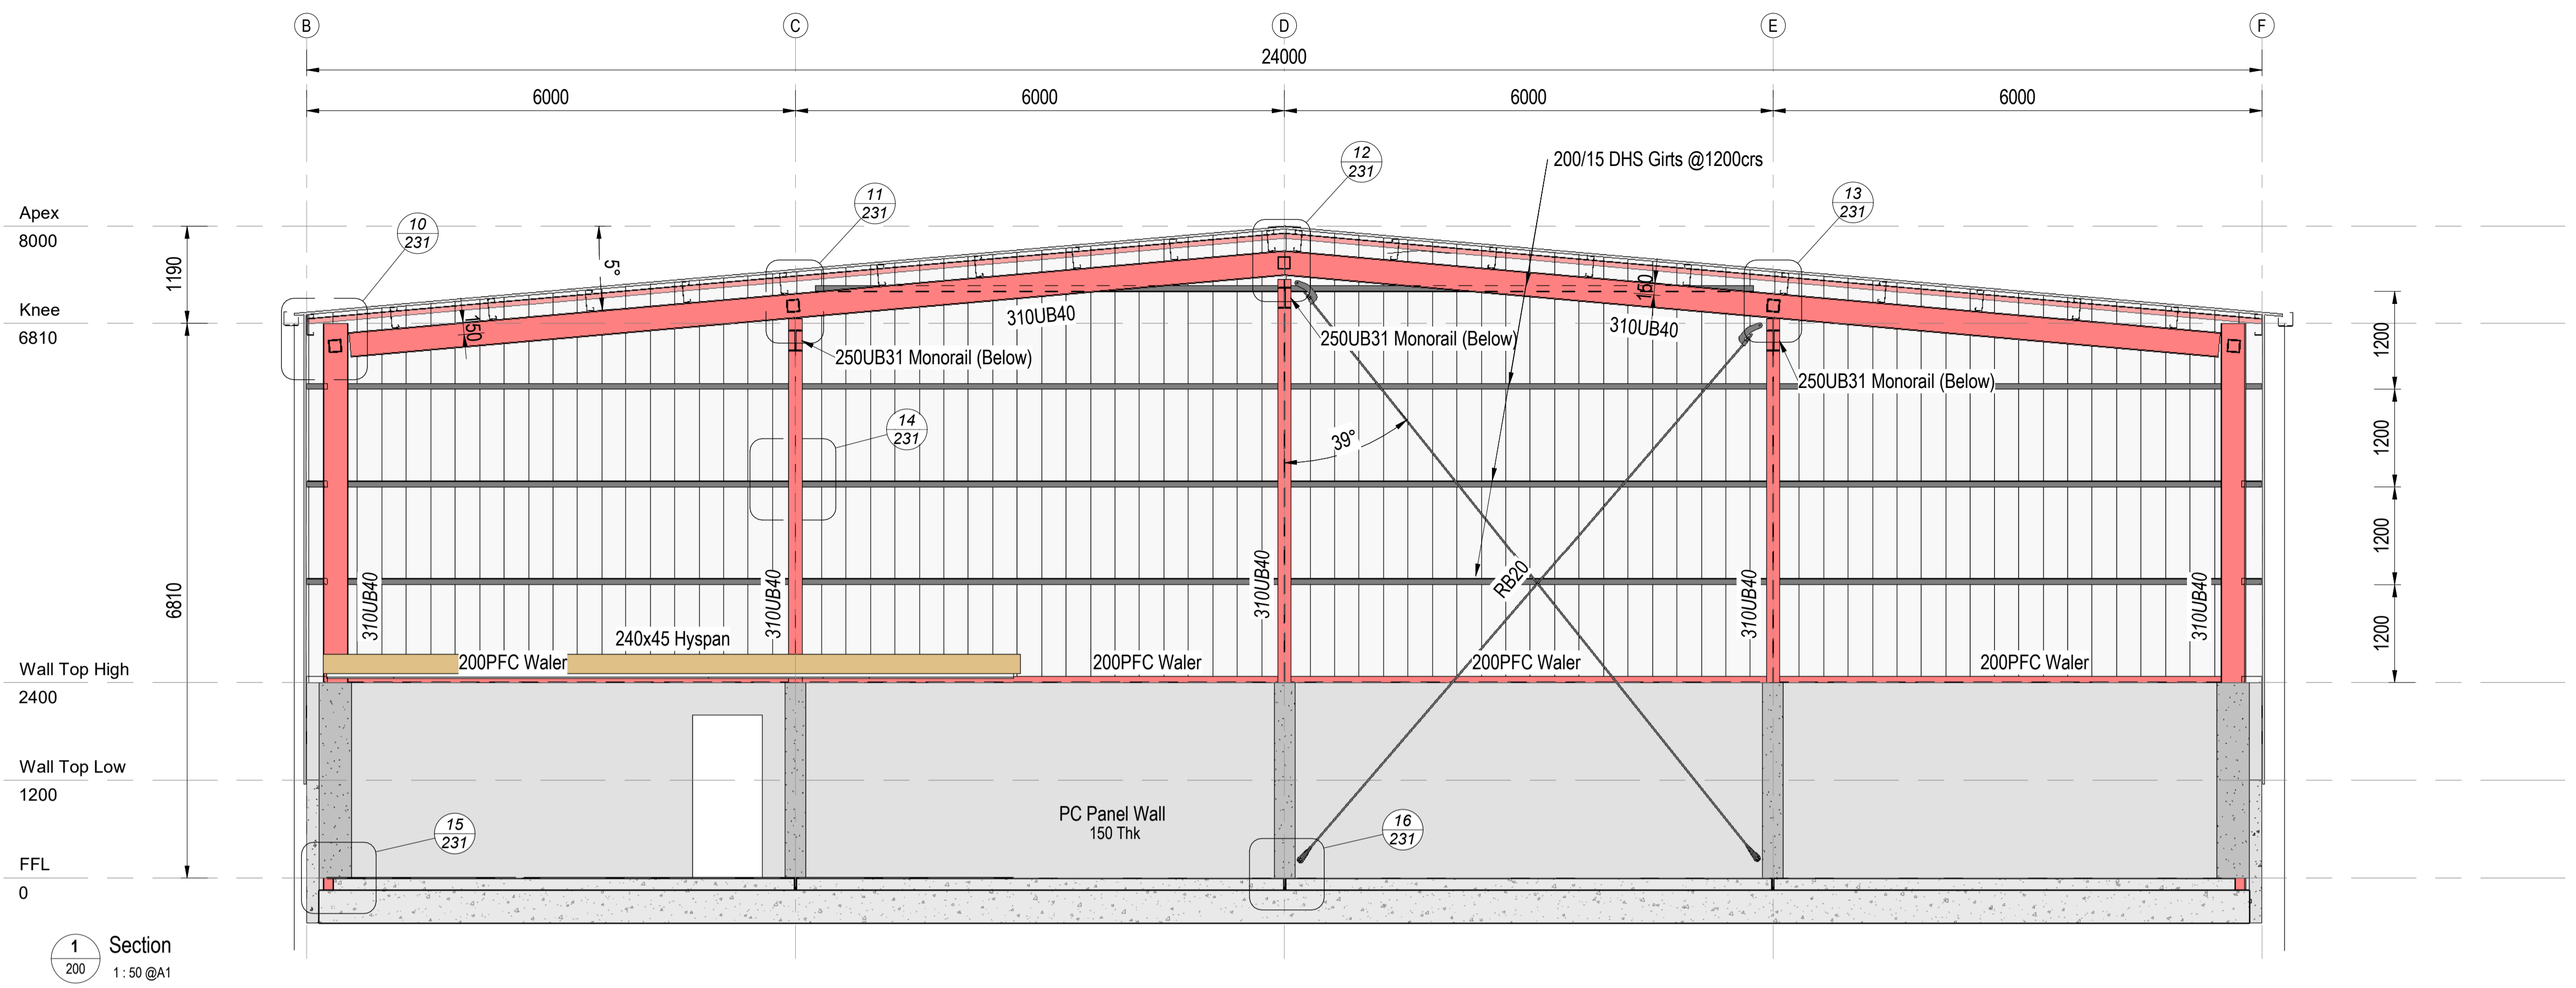 B
C
D
E
F
24000
6000
6000
6000
6000
200/15 DHS Girts @1200crs
12
231
11
231
13
231
10
231
Apex
8000
1190
5°
Knee
6810
150
150
310UB40
310UB40
250UB31 Monorail (Below)
250UB31 Monorail (Below)
250UB31 Monorail (Below)
1200
1200
1200
1200
14
231
39°
6810
RB20
310UB40
310UB40
310UB40
310UB40
310UB40
240x45 Hyspan
200PFC Waler
200PFC Waler
200PFC Waler
200PFC Waler
Wall Top High
2400
Wall Top Low
1200
PC Panel Wall
150 Thk
15
231
16
231
FFL
0
1
200
Section
1 : 50 @A1